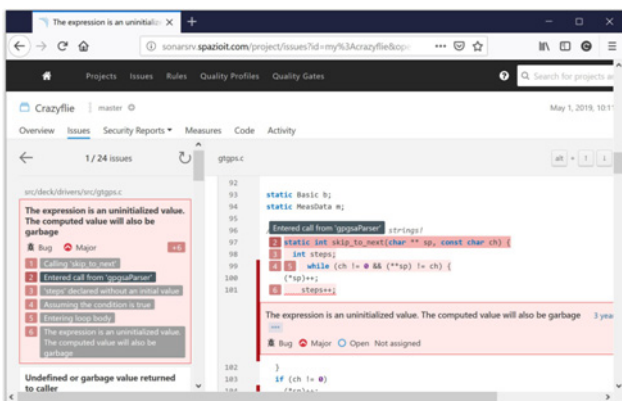 The expression is an uninitialize
sonarsrv.spazioit.com/project/issues?id=my%3Acrazyflie&ope
Projects Issues Rules Quality Profiles Quality Gates
Search for projects
Crazyflie master
May 1, 2019, 10:1
Overview Issues Security Reports Measures Code Activity
1 / 24 issues
gtgps.c
alt +
src/deck/drivers/src/gtgps.c
The expression is an uninitialized value.
The computed value will also be
garbage
Bug Major +6
1 Calling 'skip_to_next'
2 Entered call from 'gpgsaParser'
3 'steps' declared without an initial value
4 Assuming the condition is true
5 Entering loop body
6 The expression is an uninitialized value.
The computed value will also be
garbage
Undefined or garbage value returned
to caller
92
93 static Basic b;
94 static MeasData m;
95
Entered call from 'gpgsaParser'
96 strings!
97 2 static int skip_to_next(char ** sp, const char ch) {
98 3 int steps;
99 4 5 while (ch != 0 && (**sp) != ch) {
100 (*sp)++;
101 6 steps++;
The expression is an uninitialized value. The computed value will also be garbage 3 yea
Bug Major Open Not assigned
102 }
103 if (ch != 0)